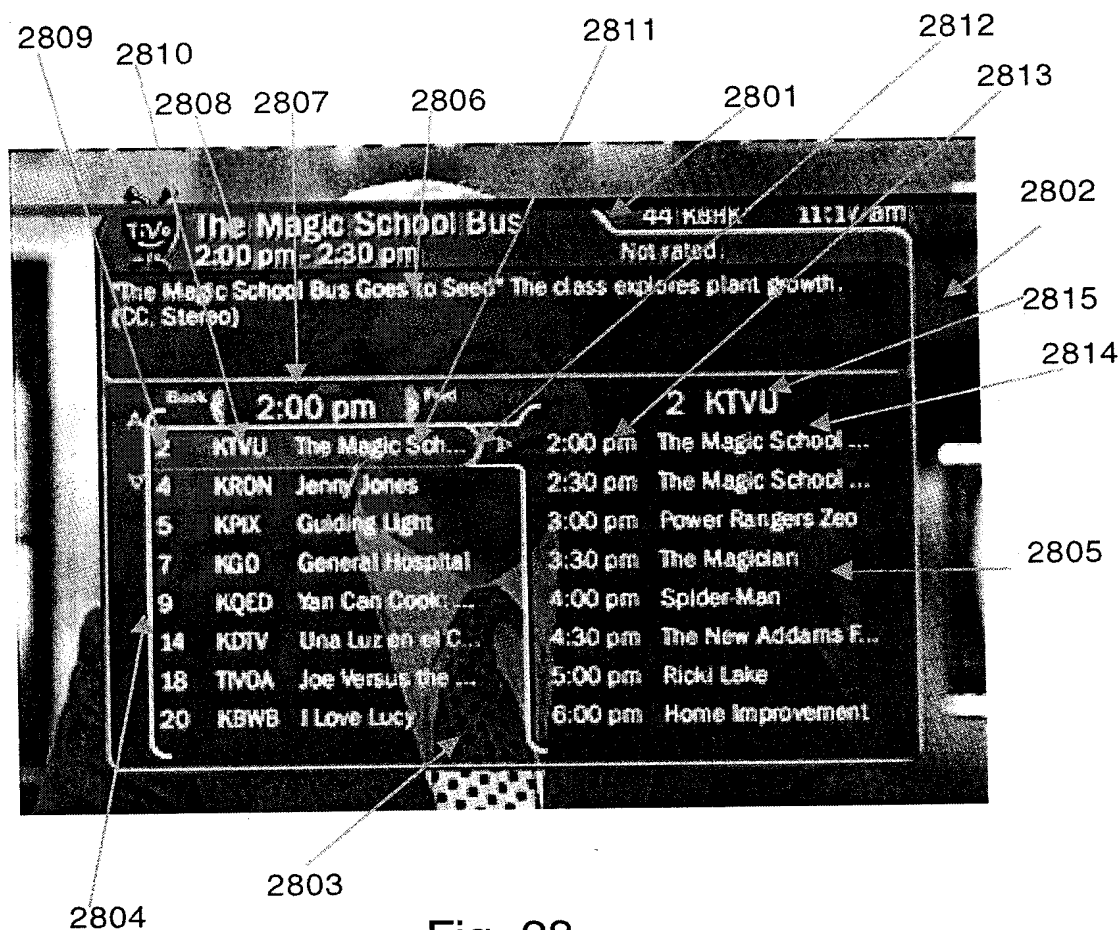 2809
2810
2811
2812
2808
2807
2806
2801
2813
2802
TiVo
The Magic School Bus
44 KBHK 11:17 am
2:00 pm - 2:30 pm
Not rated.
"The Magic School Bus Goes to Seed" The class explores plant growth.
(CC, Stereo)
2815
2814
Back 2:00 pm Fwd
2 KTVU
2 KTVU The Magic Sch...
2:00 pm The Magic School ...
4 KRON Jenny Jones
2:30 pm The Magic School ...
5 KPIX Guiding Light
3:00 pm Power Rangers Zeo
7 KGO General Hospital
3:30 pm The Magician
2805
9 KQED Yan Can Cook: ...
4:00 pm Spider-Man
14 KDTV Una Luz en el C...
4:30 pm The New Addams F...
18 TIVOA Joe Versus the ...
5:00 pm Ricki Lake
20 KBWB I Love Lucy
6:00 pm Home Improvement
2803
2804